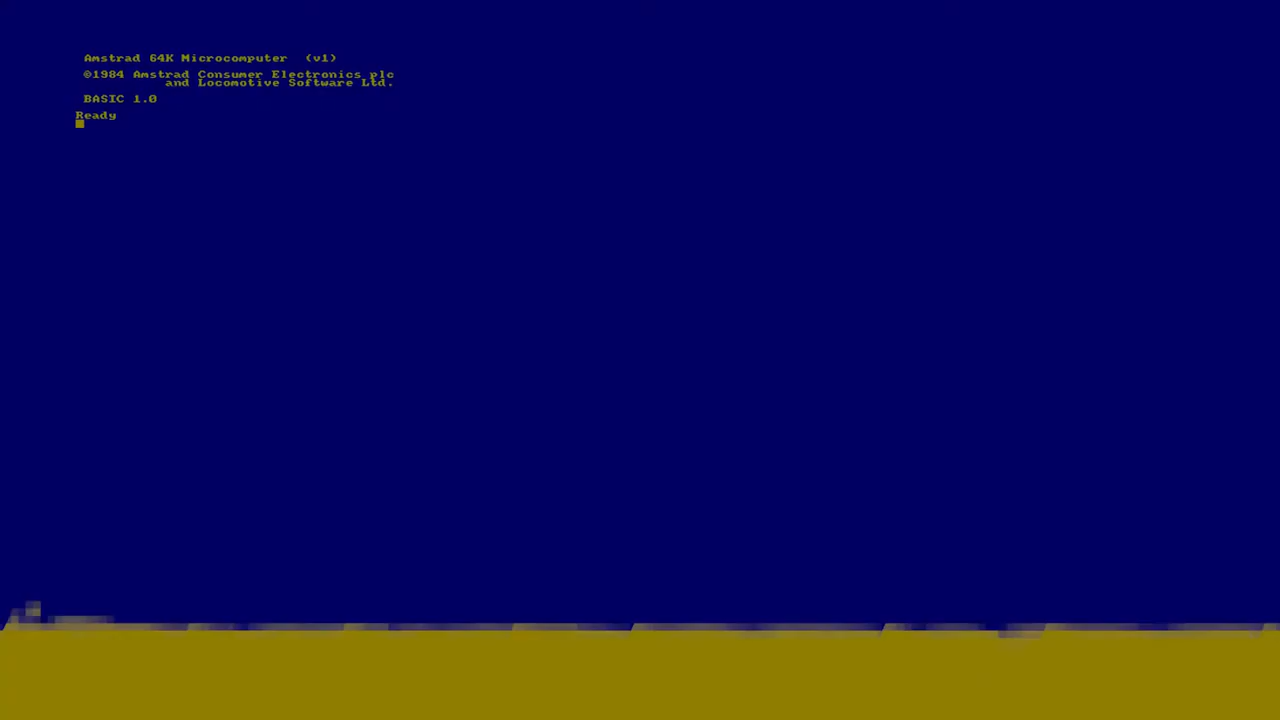 Amstrad 64K Microcomputer (v1)
©1984 Amstrad Consumer Electronics plc
and Locomotive Software Ltd.
BASIC 1.0
Ready